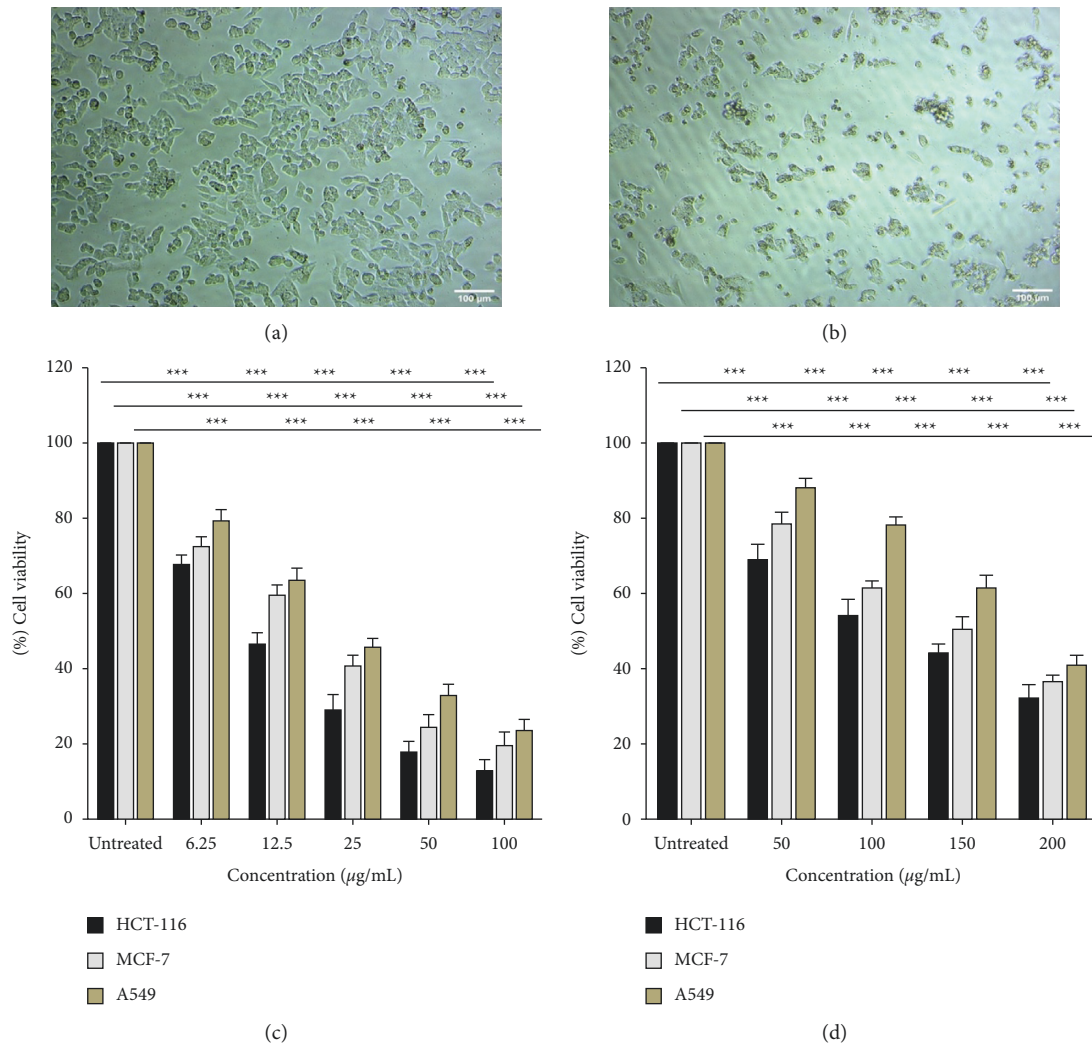 100 μm
100 μm
(a)
(b)
120
100
80
60
40
20
0
(%) Cell viability
*** *** *** *** ***
*** *** *** *** ***
*** *** *** *** ***
Untreated 6.25 12.5 25 50 100
Concentration (μg/mL)
HCT-116
MCF-7
A549
(c)
120
100
80
60
40
20
0
(%) Cell viability
*** *** *** *** ***
*** *** *** *** ***
*** *** *** *** ***
Untreated 50 100 150 200
Concentration (μg/mL)
HCT-116
MCF-7
A549
(d)